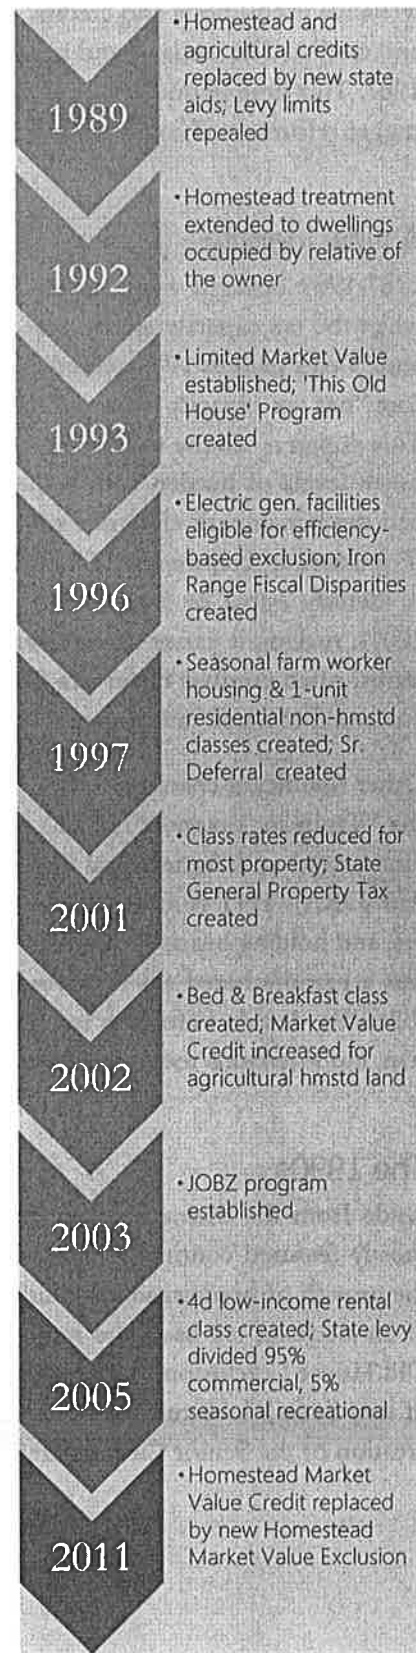 1989
•Homestead and
agricultural credits
replaced by new state
aids; Levy limits
repealed
1992
•Homestead treatment
extended to dwellings
occupied by relative of
the owner
1993
•Limited Market Value
established; 'This Old
House' Program
created
1996
•Electric gen. facilities
eligible for efficiency-
based exclusion; Iron
Range Fiscal Disparities
created
1997
•Seasonal farm worker
housing & 1-unit
residential non-hmstd
classes created; Sr.
Deferral created
2001
•Class rates reduced for
most property; State
General Property Tax
created
2002
•Bed & Breakfast class
created; Market Value
Credit increased for
agricultural hmstd land
2003
•JOBZ program
established
2005
•4d low-income rental
class created; State levy
divided 95%
commercial, 5%
seasonal recreational
2011
•Homestead Market
Value Credit replaced
by new Homestead
Market Value Exclusion